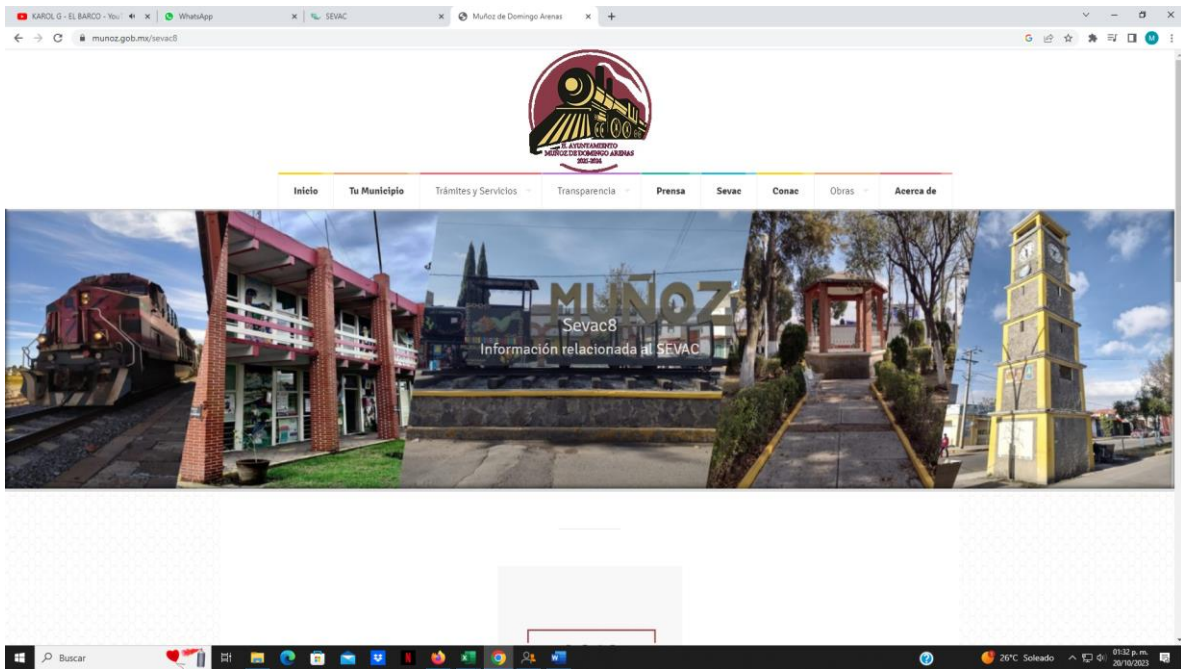 KAROL G - EL BARCO - You
WhatsApp
SEVAC
Muñoz de Domingo Arenas
munoz.gob.mx/sevac8
H. AYUNTAMIENTO
MUÑOZ DE DOMINGO ARENAS
2021-2024
Inicio
Tu Municipio
Trámites y Servicios
Transparencia
Prensa
Sevac
Conac
Obras
Acerca de
MUÑOZ
Sevac8
Información relacionada al SEVAC
Buscar
26°C Soleado
01:32 p. m.
20/10/2023